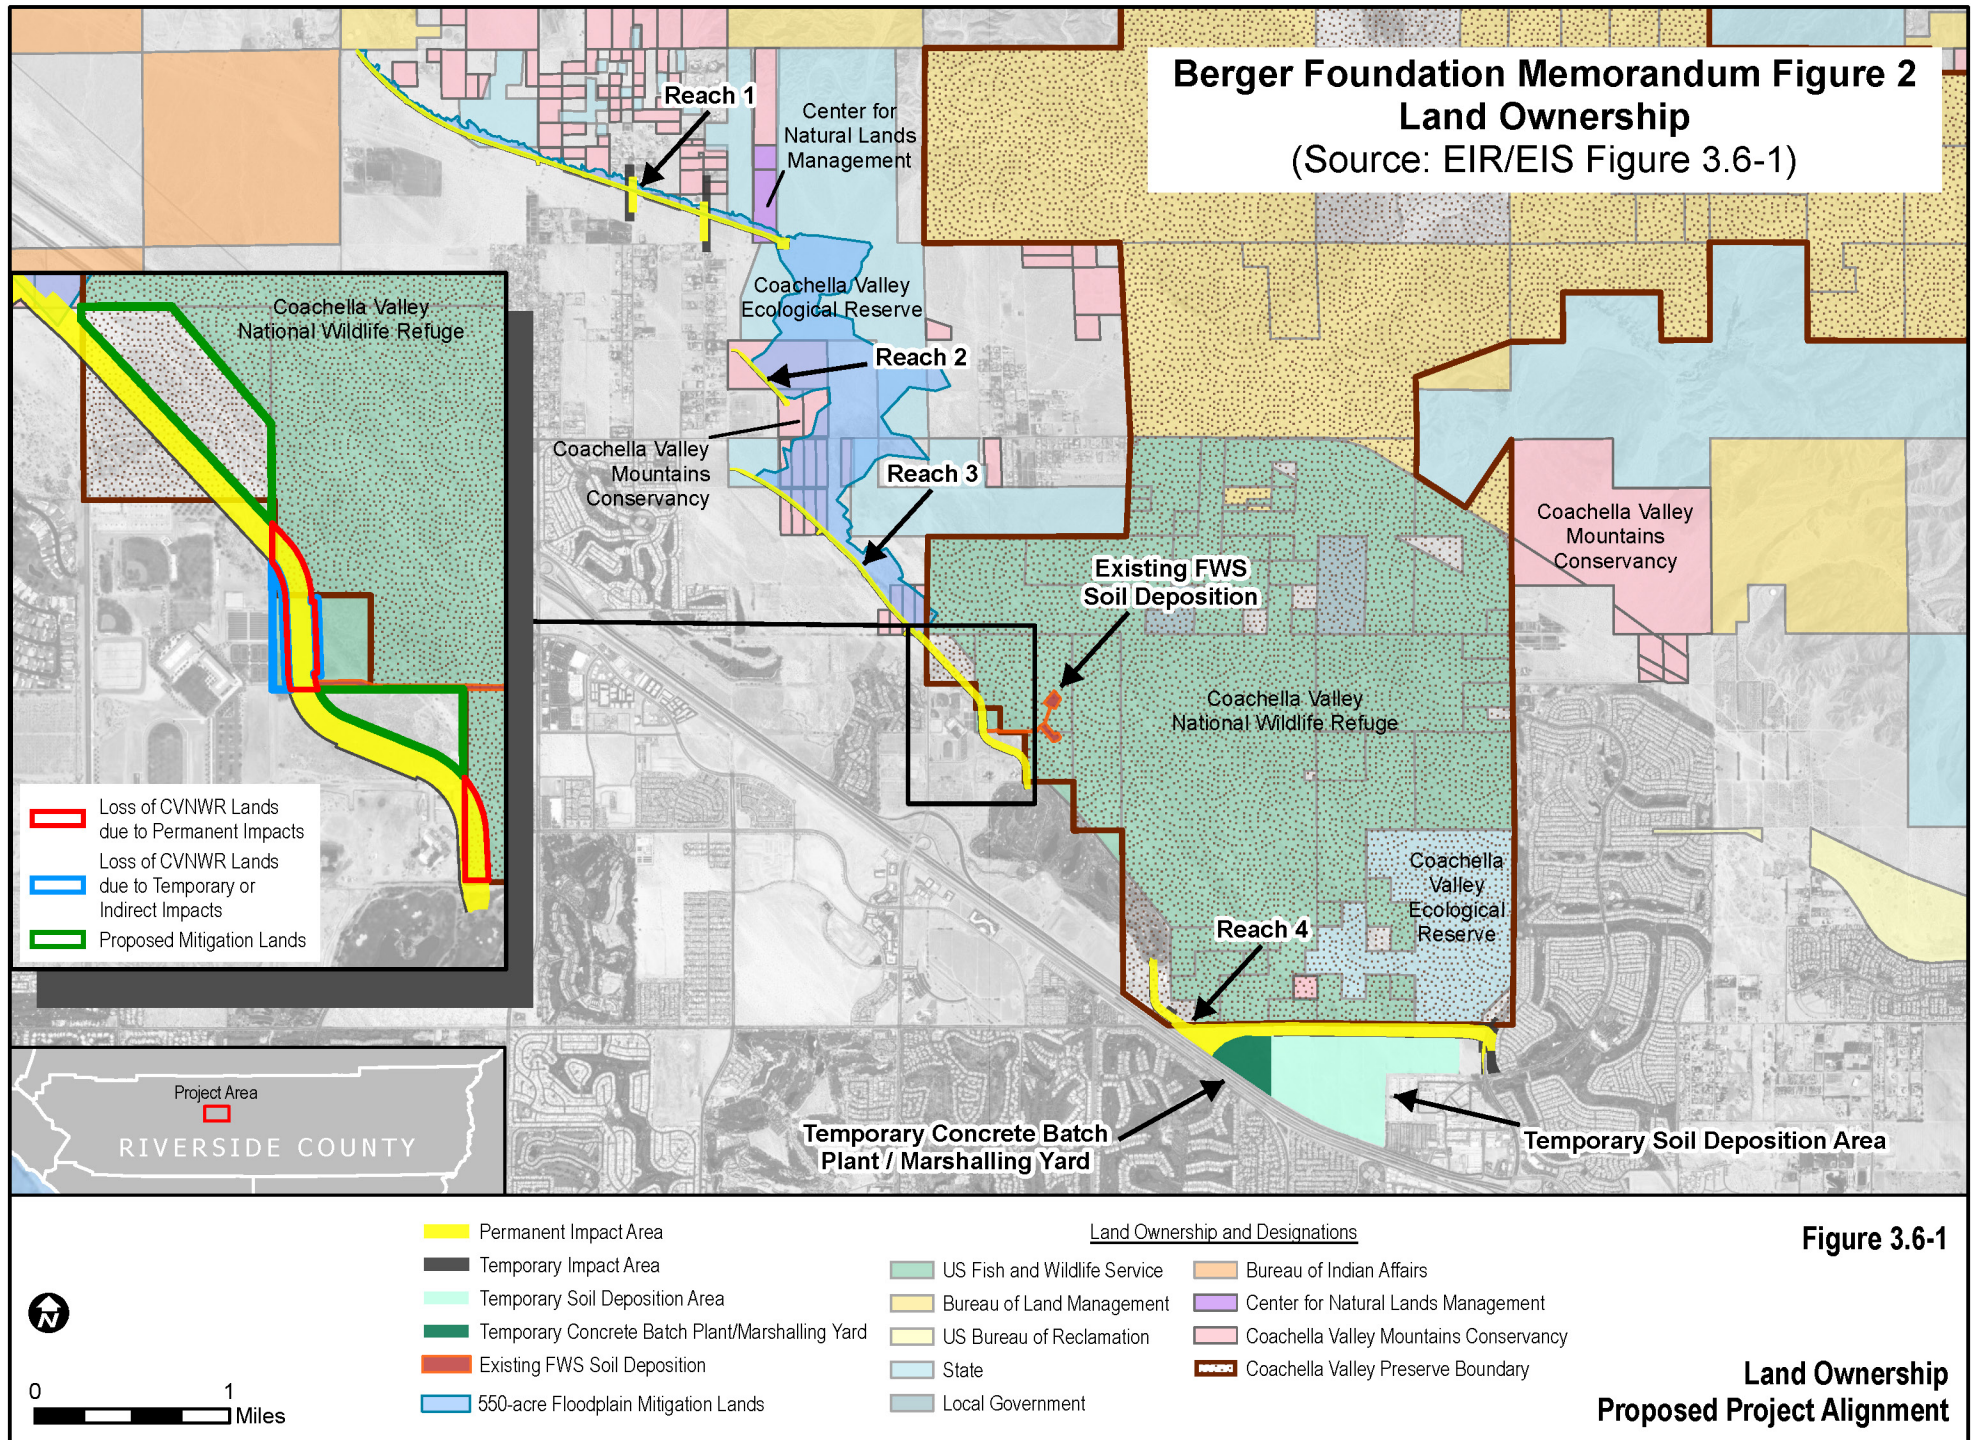 Berger Foundation Memorandum Figure 2
Land Ownership
(Source: EIR/EIS Figure 3.6-1)
Reach 1
Center for
Natural Lands
Management
Coachella Valley
Ecological Reserve
Reach 2
Coachella Valley
Mountains
Conservancy
Reach 3
Existing FWS
Soil Deposition
Coachella Valley
National Wildlife Refuge
Coachella Valley
Mountains
Conservancy
Coachella
Valley
Ecological
Reserve
Reach 4
Temporary Concrete Batch
Plant / Marshalling Yard
Temporary Soil Deposition Area
Coachella Valley
National Wildlife Refuge
Loss of CVNWR Lands
due to Permanent Impacts
Loss of CVNWR Lands
due to Temporary or
Indirect Impacts
Proposed Mitigation Lands
Project Area
RIVERSIDE COUNTY
N
0 1
Miles
Permanent Impact Area
Temporary Impact Area
Temporary Soil Deposition Area
Temporary Concrete Batch Plant/Marshalling Yard
Existing FWS Soil Deposition
550-acre Floodplain Mitigation Lands
Land Ownership and Designations
US Fish and Wildlife Service
Bureau of Land Management
US Bureau of Reclamation
State
Local Government
Bureau of Indian Affairs
Center for Natural Lands Management
Coachella Valley Mountains Conservancy
Coachella Valley Preserve Boundary
Figure 3.6-1
Land Ownership
Proposed Project Alignment